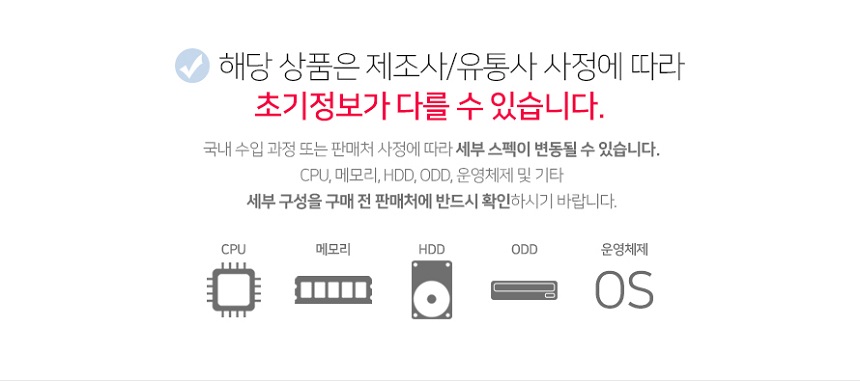 해당 상품은 제조사/유통사 사정에 따라
초기정보가 다를 수 있습니다.
국내 수입 과정 또는 판매처 사정에 따라 세부 스펙이 변동될 수 있습니다.
CPU, 메모리, HDD, ODD, 운영체제 및 기타
세부 구성을 구매 전 판매처에 반드시 확인하시기 바랍니다.
CPU 메모리 HDD ODD 운영체제
OS